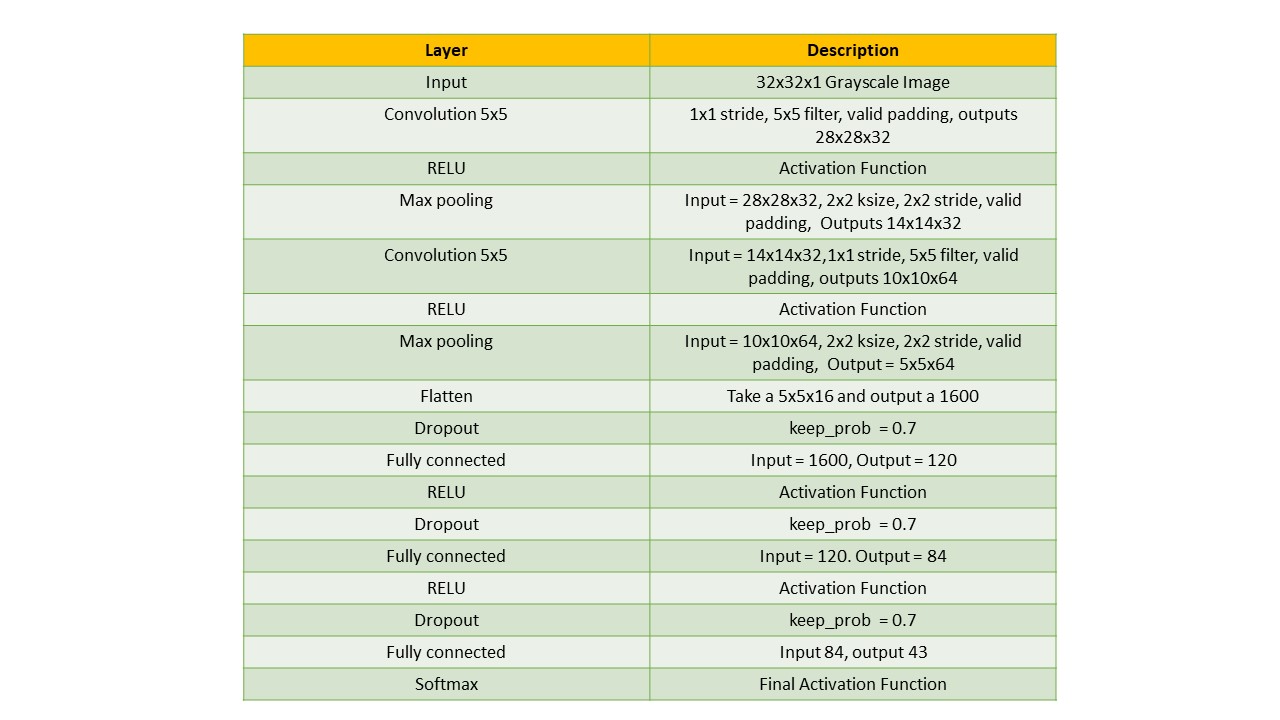 Layer Description
Input 32x32x1 Grayscale Image
Convolution 5x5 1x1 stride, 5x5 filter, valid padding, outputs
28x28x32
RELU Activation Function
Max pooling Input = 28x28x32, 2x2 ksize, 2x2 stride, valid
padding, Outputs 14x14x32
Convolution 5x5 Input = 14x14x32,1x1 stride, 5x5 filter, valid
padding, outputs 10x10x64
RELU Activation Function
Max pooling Input = 10x10x64, 2x2 ksize, 2x2 stride, valid
padding, Output = 5x5x64
Flatten Take a 5x5x16 and output a 1600
Dropout keep_prob = 0.7
Fully connected Input = 1600, Output = 120
RELU Activation Function
Dropout keep_prob = 0.7
Fully connected Input = 120. Output = 84
RELU Activation Function
Dropout keep_prob = 0.7
Fully connected Input 84, output 43
Softmax Final Activation Function